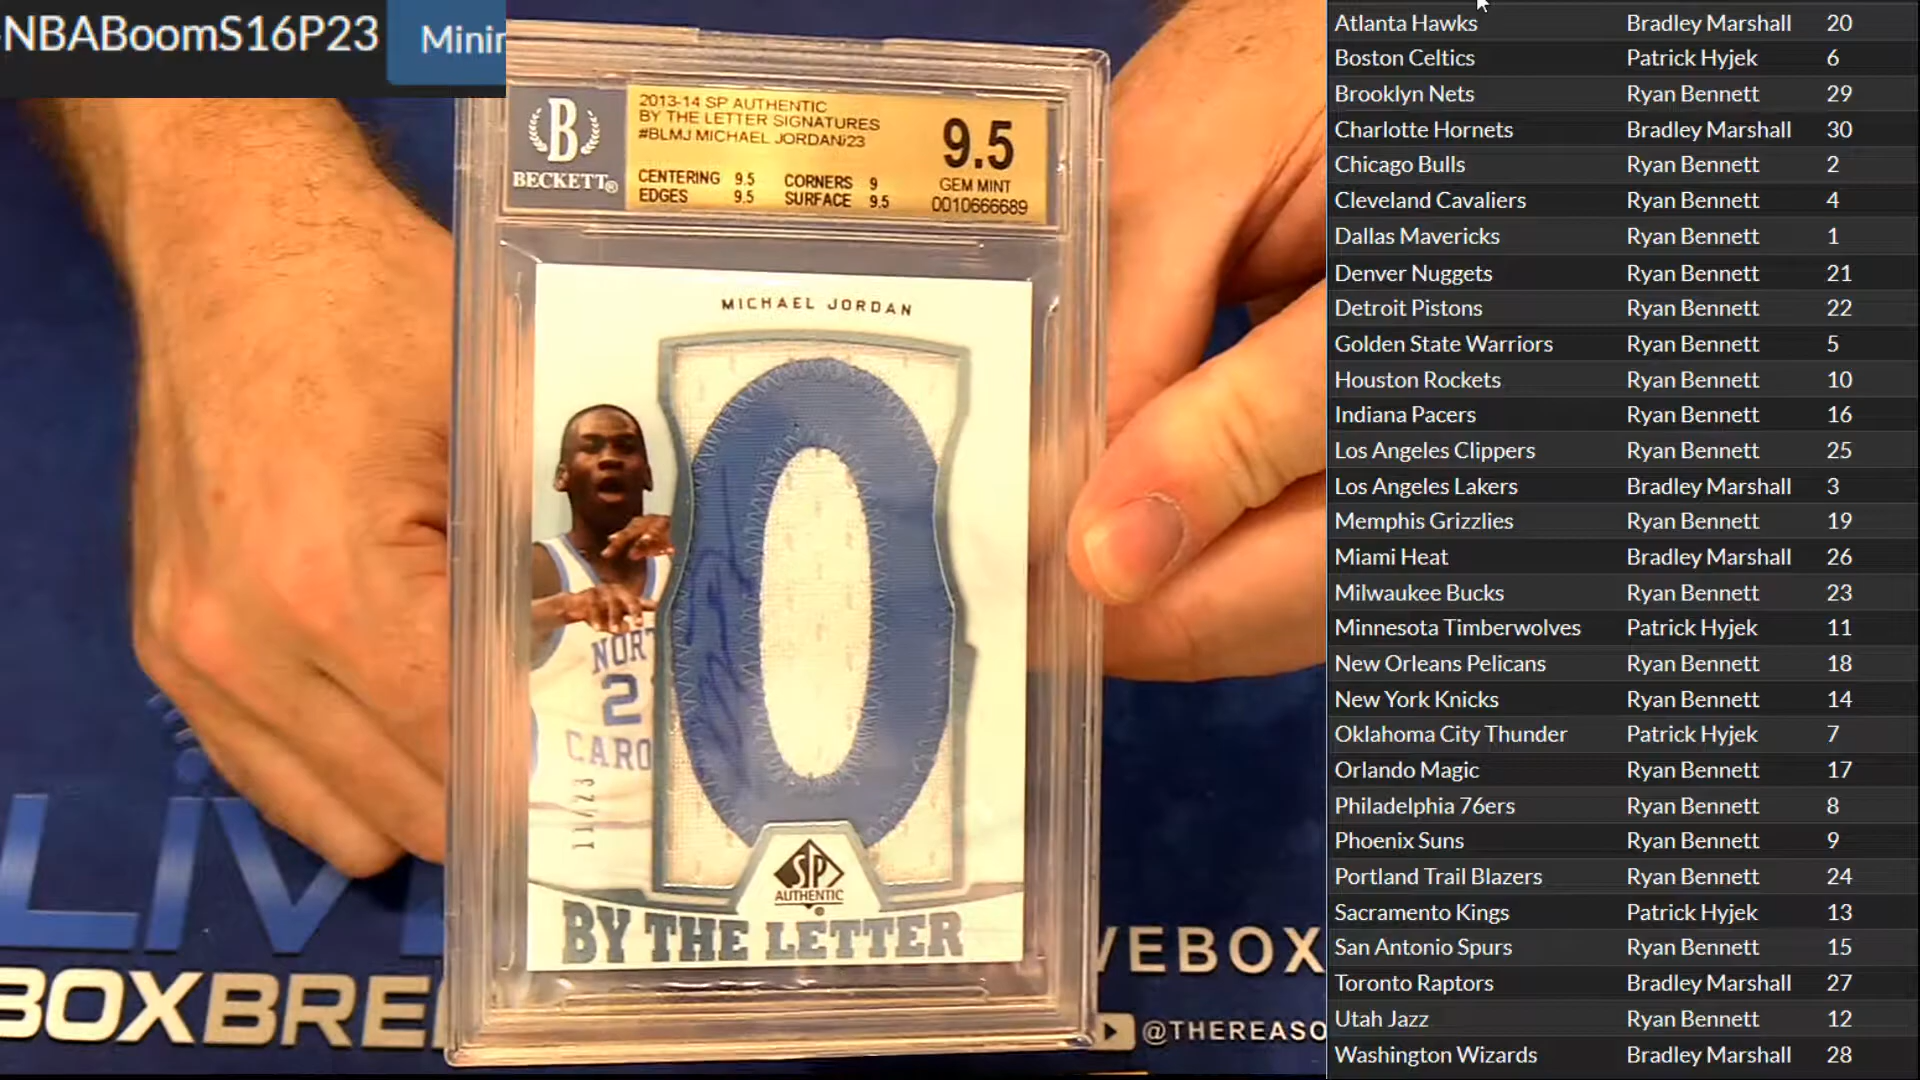 -NBABoomS16P23
Minin
2013-14 SP AUTHENTIC
BY THE LETTER SIGNATURES
#BLMJ MICHAEL JORDAN/23
CENTERING 9.5 CORNERS 9
EDGES 9.5 SURFACE 9.5
9.5
GEM MINT
0010666689
B
BECKETT®
MICHAEL JORDAN
NORT
2
CARO
11/23
SP
AUTHENTIC
BY THE LETTER
LIV
BOXBRE
VEBOX
@THEREASO
Atlanta Hawks Bradley Marshall 20
Boston Celtics Patrick Hyjek 6
Brooklyn Nets Ryan Bennett 29
Charlotte Hornets Bradley Marshall 30
Chicago Bulls Ryan Bennett 2
Cleveland Cavaliers Ryan Bennett 4
Dallas Mavericks Ryan Bennett 1
Denver Nuggets Ryan Bennett 21
Detroit Pistons Ryan Bennett 22
Golden State Warriors Ryan Bennett 5
Houston Rockets Ryan Bennett 10
Indiana Pacers Ryan Bennett 16
Los Angeles Clippers Ryan Bennett 25
Los Angeles Lakers Bradley Marshall 3
Memphis Grizzlies Ryan Bennett 19
Miami Heat Bradley Marshall 26
Milwaukee Bucks Ryan Bennett 23
Minnesota Timberwolves Patrick Hyjek 11
New Orleans Pelicans Ryan Bennett 18
New York Knicks Ryan Bennett 14
Oklahoma City Thunder Patrick Hyjek 7
Orlando Magic Ryan Bennett 17
Philadelphia 76ers Ryan Bennett 8
Phoenix Suns Ryan Bennett 9
Portland Trail Blazers Ryan Bennett 24
Sacramento Kings Patrick Hyjek 13
San Antonio Spurs Ryan Bennett 15
Toronto Raptors Bradley Marshall 27
Utah Jazz Ryan Bennett 12
Washington Wizards Bradley Marshall 28